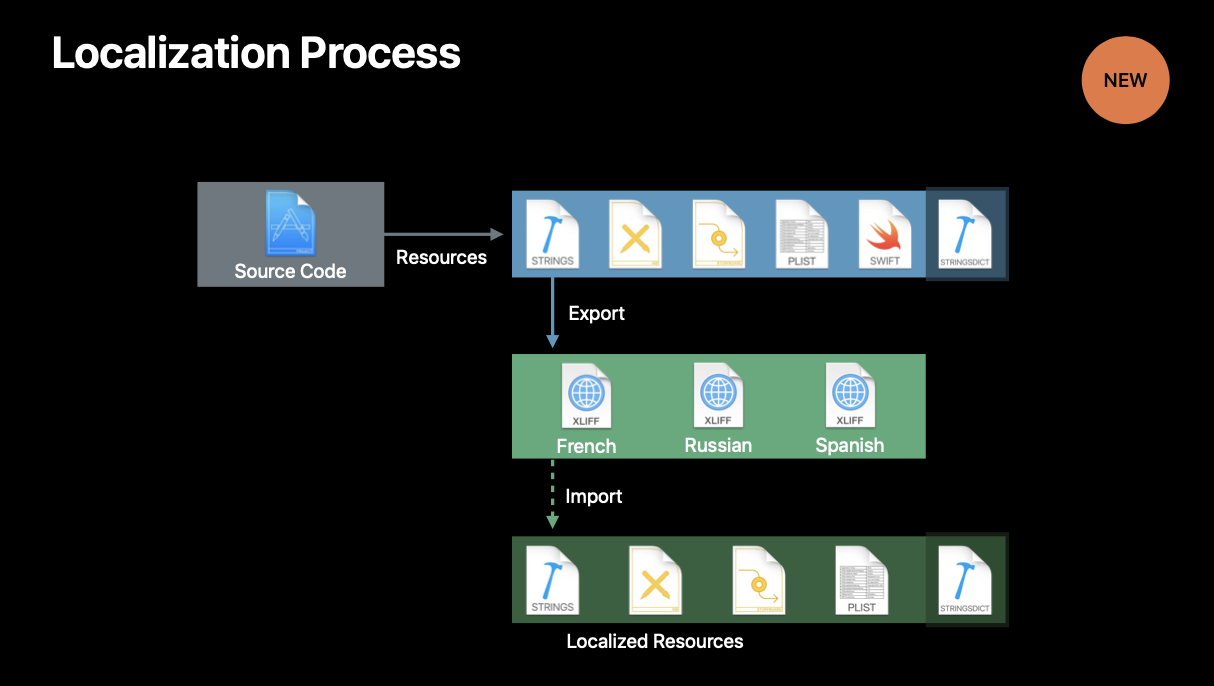 Localization Process
NEW
Source Code
Resources
STRINGS
PLIST
SWIFT
STRINGSDICT
Export
XLIFF
French
XLIFF
Russian
XLIFF
Spanish
Import
STRINGS
PLIST
STRINGSDICT
Localized Resources